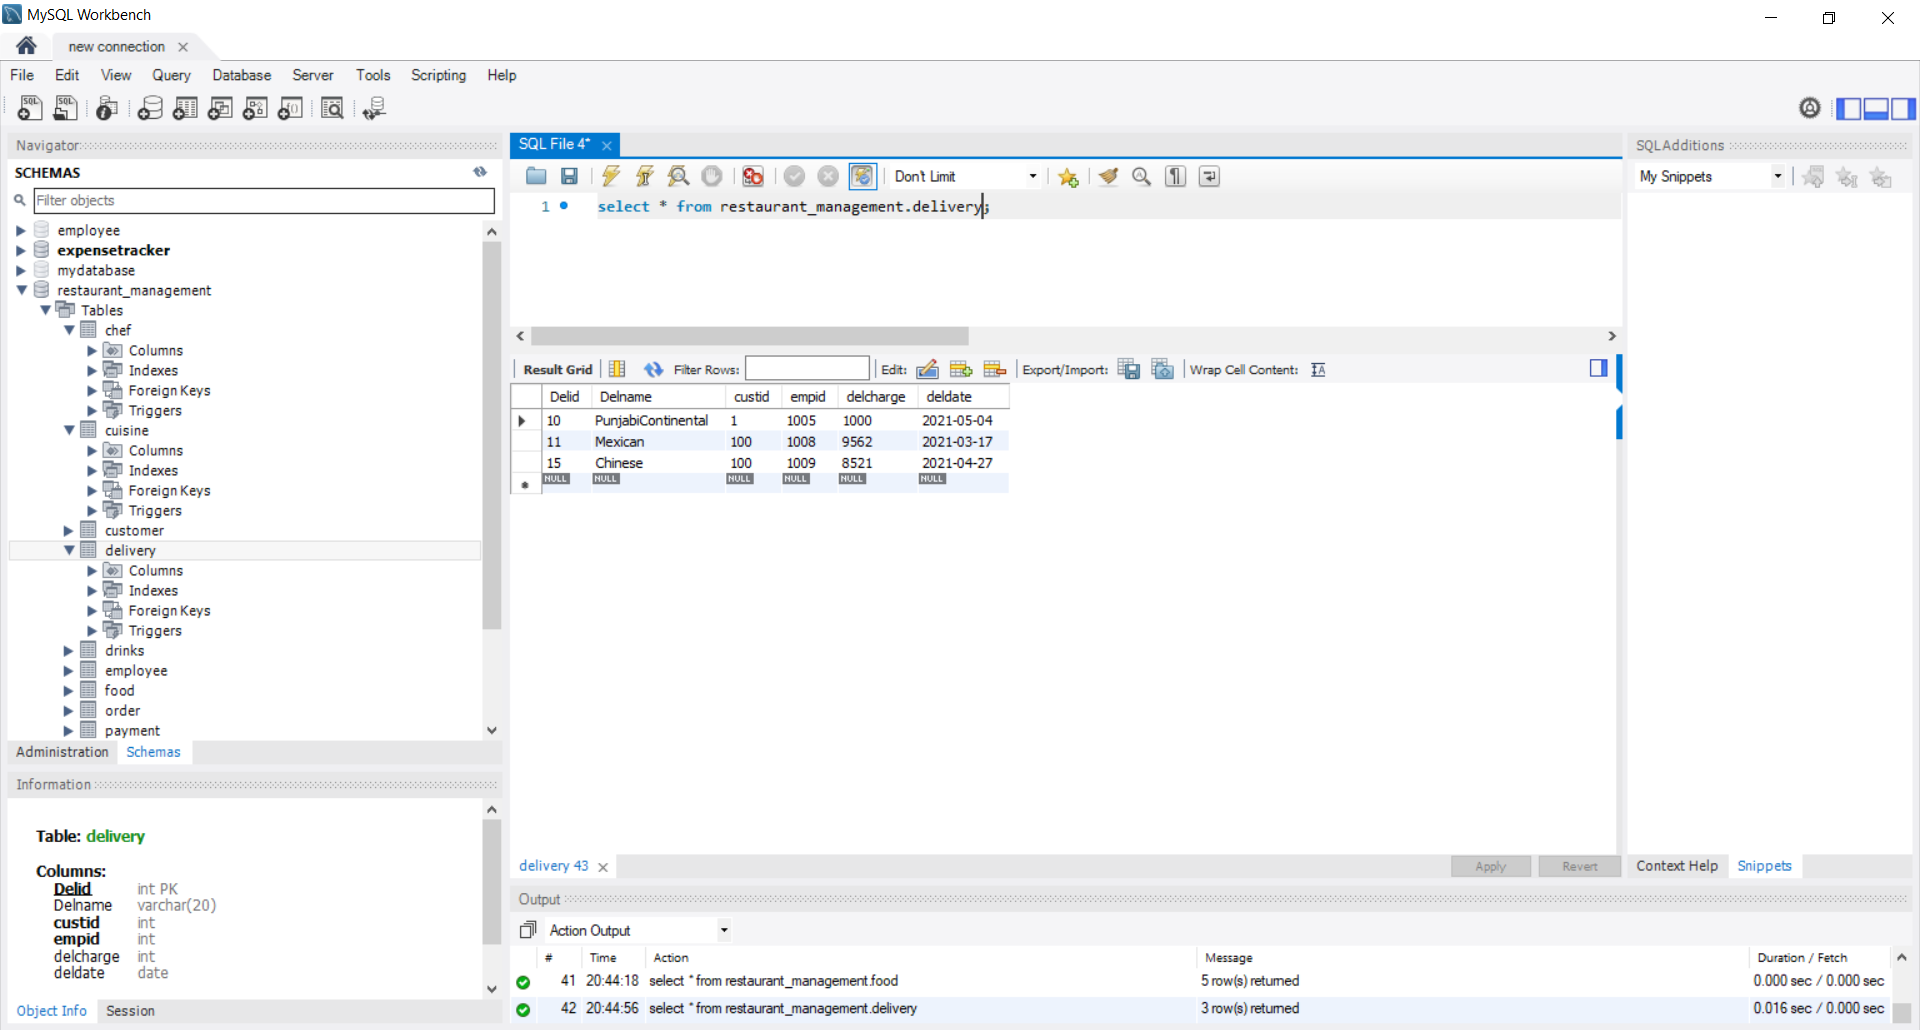 MySQL Workbench
new connection
File Edit View Query Database Server Tools Scripting Help
Navigator
SCHEMAS
Filter objects
employee
expensetracker
mydatabase
restaurant_management
Tables
chef
Columns
Indexes
Foreign Keys
Triggers
cuisine
Columns
Indexes
Foreign Keys
Triggers
customer
delivery
Columns
Indexes
Foreign Keys
Triggers
drinks
employee
food
order
payment
Administration Schemas
Information
Table: delivery
Columns:
Delid int PK
Delname varchar(20)
custid int
empid int
delcharge int
deldate date
Object Info Session
SQL File 4*
Don't Limit
1 select * from restaurant_management.delivery;
Result Grid Filter Rows: Edit: Export/Import: Wrap Cell Content:
Delid Delname custid empid delcharge deldate
10 PunjabiContinental 1 1005 1000 2021-05-04
11 Mexican 100 1008 9562 2021-03-17
15 Chinese 100 1009 8521 2021-04-27
NULL NULL NULL NULL NULL NULL
delivery 43
Apply Revert
Output
Action Output
# Time Action Message Duration / Fetch
41 20:44:18 select * from restaurant_management.food 5 row(s) returned 0.000 sec / 0.000 sec
42 20:44:56 select * from restaurant_management.delivery 3 row(s) returned 0.016 sec / 0.000 sec
SQLAdditions
My Snippets
Context Help Snippets